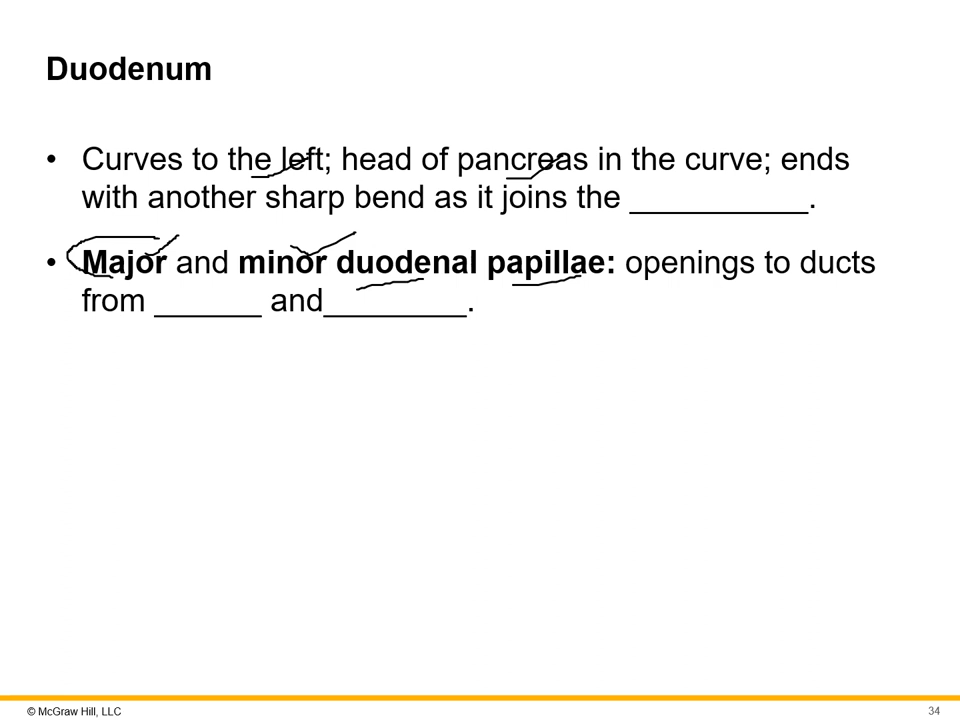 Duodenum
• Curves to the left; head of pancreas in the curve; ends
with another sharp bend as it joins the __________.
• Major and minor duodenal papillae: openings to ducts
from ______ and________.
© McGraw Hill, LLC
34